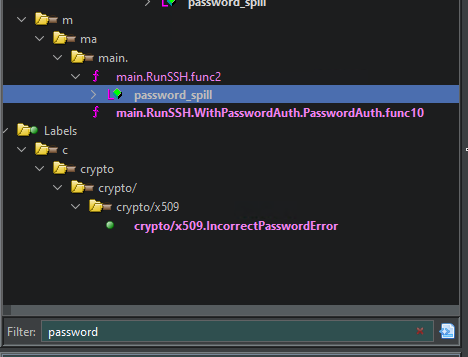 password_spill
m
ma
main.
main.RunSSH.func2
password_spill
main.RunSSH.WithPasswordAuth.PasswordAuth.func10
Labels
c
crypto
crypto/
crypto/x509
crypto/x509.IncorrectPasswordError
Filter: password